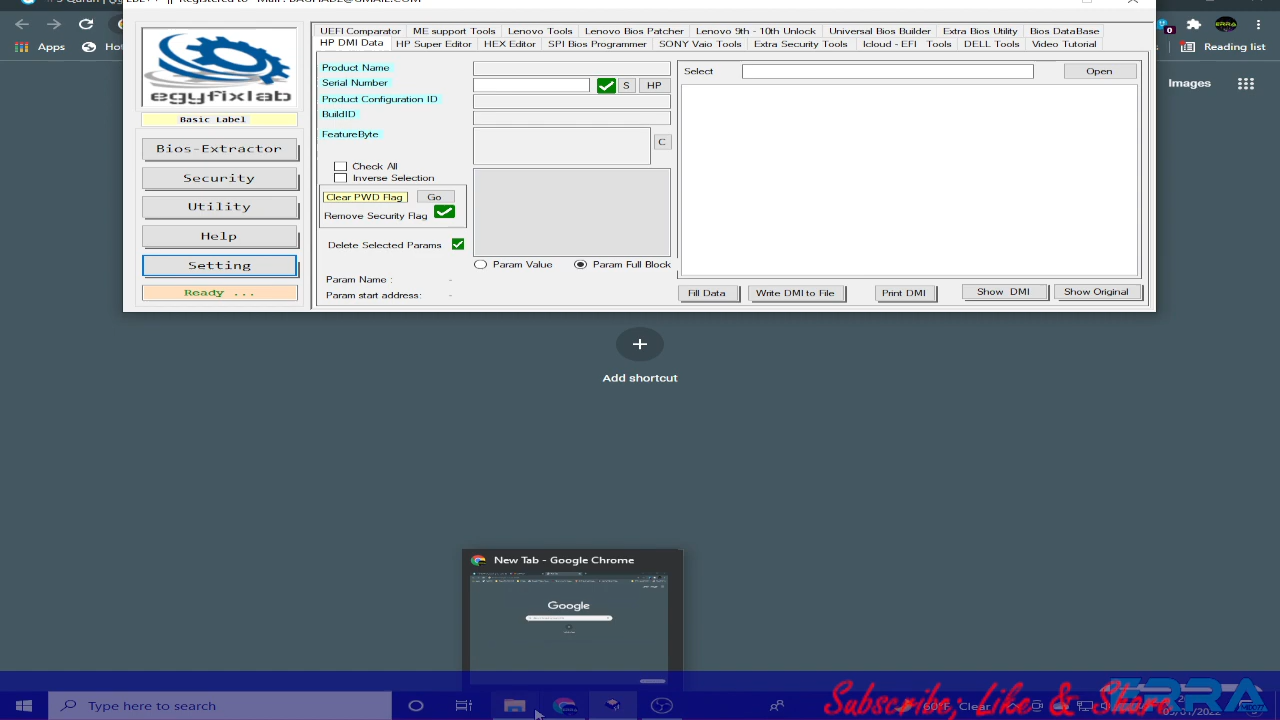 Apps
Reading list
Images
UEFI Comparator ME support Tools Lenovo Tools Lenovo Bios Patcher Lenovo 9th - 10th Unlock Universal Bios Builder Extra Bios Utility Bios DataBase
HP DMI Data HP Super Editor HEX Editor SPI Bios Programmer SONY Vaio Tools Extra Security Tools Icloud - EFI Tools DELL Tools Video Tutorial
egyfixlab
Basic Label
Bios-Extractor
Security
Utility
Help
Setting
Ready ...
Product Name
Serial Number
S HP
Product Configuration ID
BuildID
FeatureByte
C
Check All
Inverse Selection
Clear PWD Flag Go
Remove Security Flag
Delete Selected Params
Param Value Param Full Block
Param Name : -
Param start address: -
Select Open
Fill Data Write DMI to File Print DMI Show DMI Show Original
Add shortcut
New Tab - Google Chrome
Google
Type here to search
60°F Clear
Subscribe, Like & Store